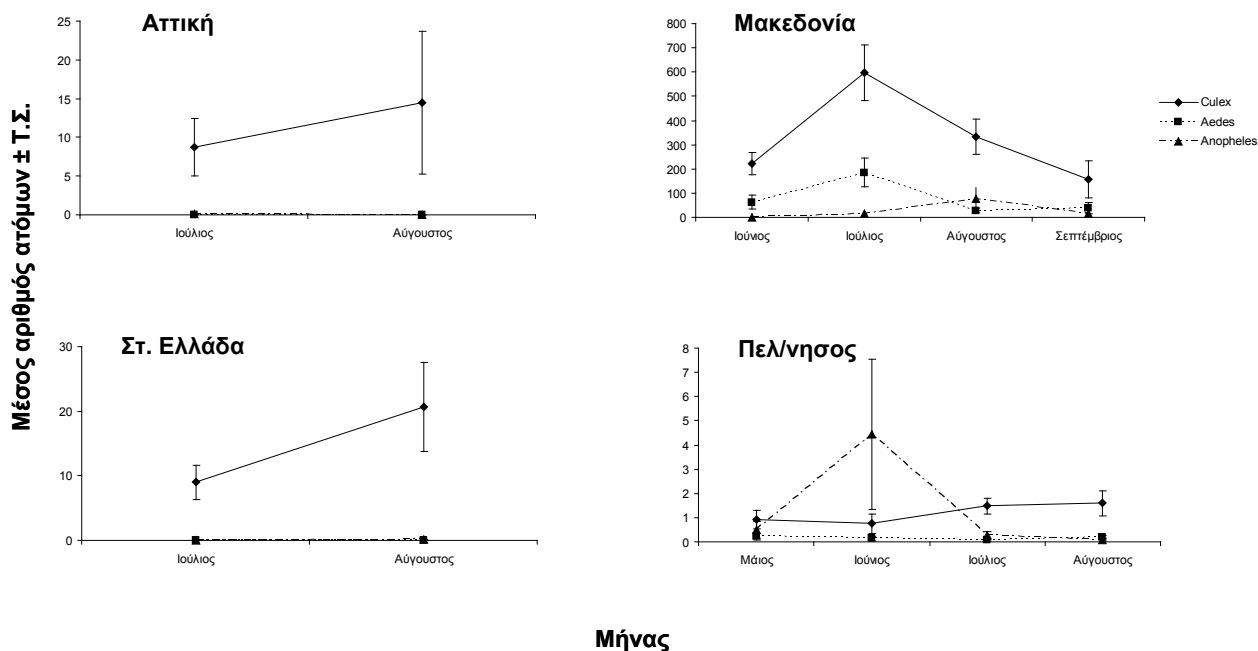 Μέσος αριθμός ατόμων ± Τ.Σ.
Αττική
25
20
15
10
5
0
Ιούλιος Αύγουστος
Μακεδονία
800
700
600
500
400
300
200
100
0
Ιούνιος Ιούλιος Αύγουστος Σεπτέμβριος
Culex
Aedes
Anopheles
Στ. Ελλάδα
30
20
10
0
Ιούλιος Αύγουστος
Πελ/νησος
8
7
6
5
4
3
2
1
0
Μάιος Ιούνιος Ιούλιος Αύγουστος
Μήνας